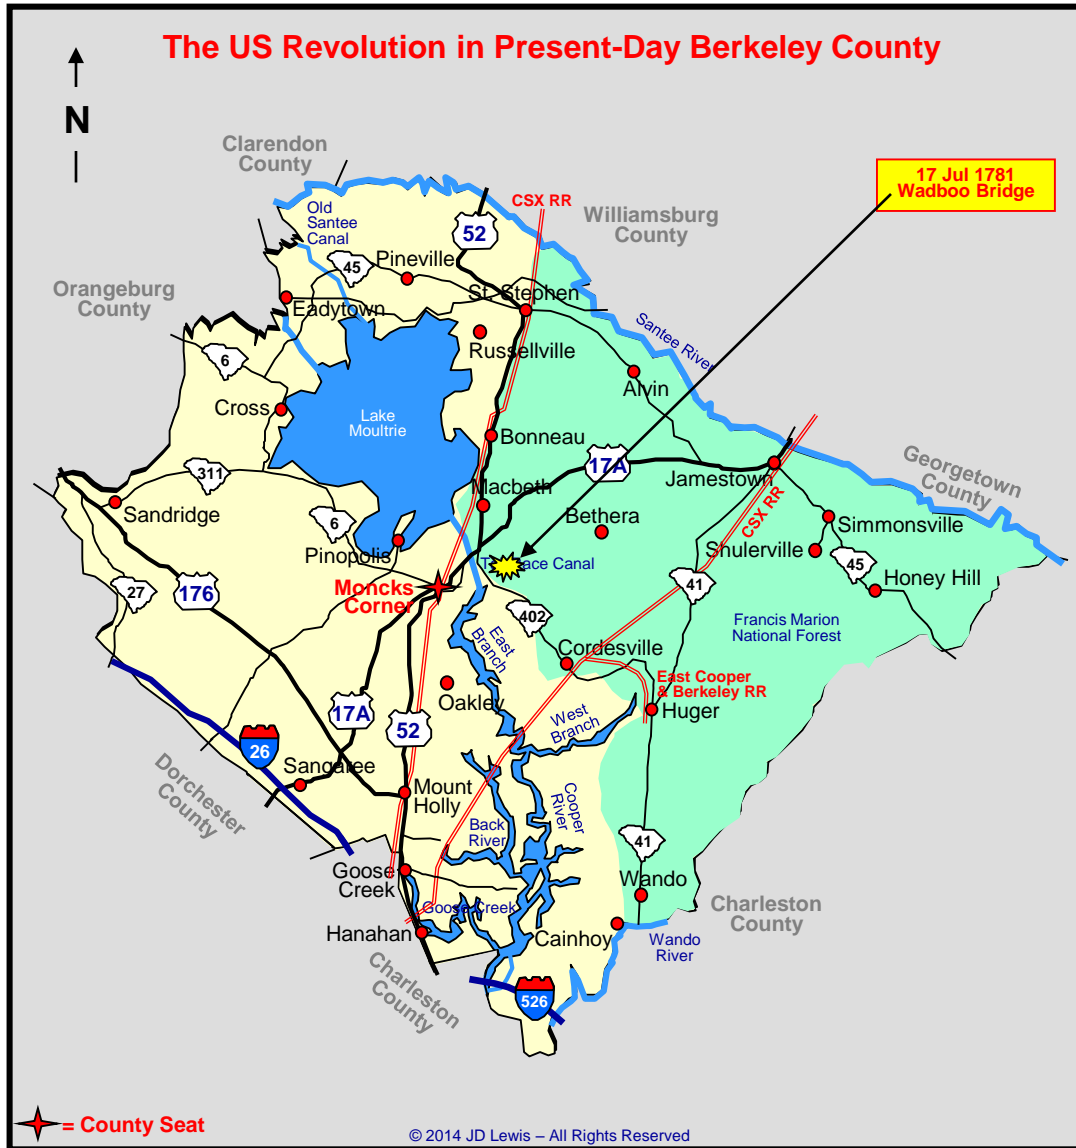 The US Revolution in Present-Day Berkeley County
N
Clarendon
County
17 Jul 1781
Wadboo Bridge
CSX RR
Williamsburg
County
Old
Santee
Canal
52
45
Pineville
Orangeburg
County
Eadytown
St. Stephen
Russellville
Santee River
6
Alvin
Cross
Lake
Moultrie
Bonneau
17A
Jamestown
Georgetown
County
311
Macbeth
CSX RR
Sandridge
6
Bethera
Simmonsville
Pinopolis
Shulerville
Canal
45
Honey Hill
Moncks
Corner
27
176
41
402
Francis Marion
National Forest
East
Branch
Cordesville
East Cooper
& Berkeley RR
Oakley
Huger
17A
52
West
Branch
26
Sangaree
Dorchester
County
Mount
Holly
Cooper
River
Back
River
41
Goose
Creek
Wando
Goose Creek
Charleston
County
Hanahan
Cainhoy
Wando
River
Charleston
County
526
= County Seat
© 2014 JD Lewis – All Rights Reserved